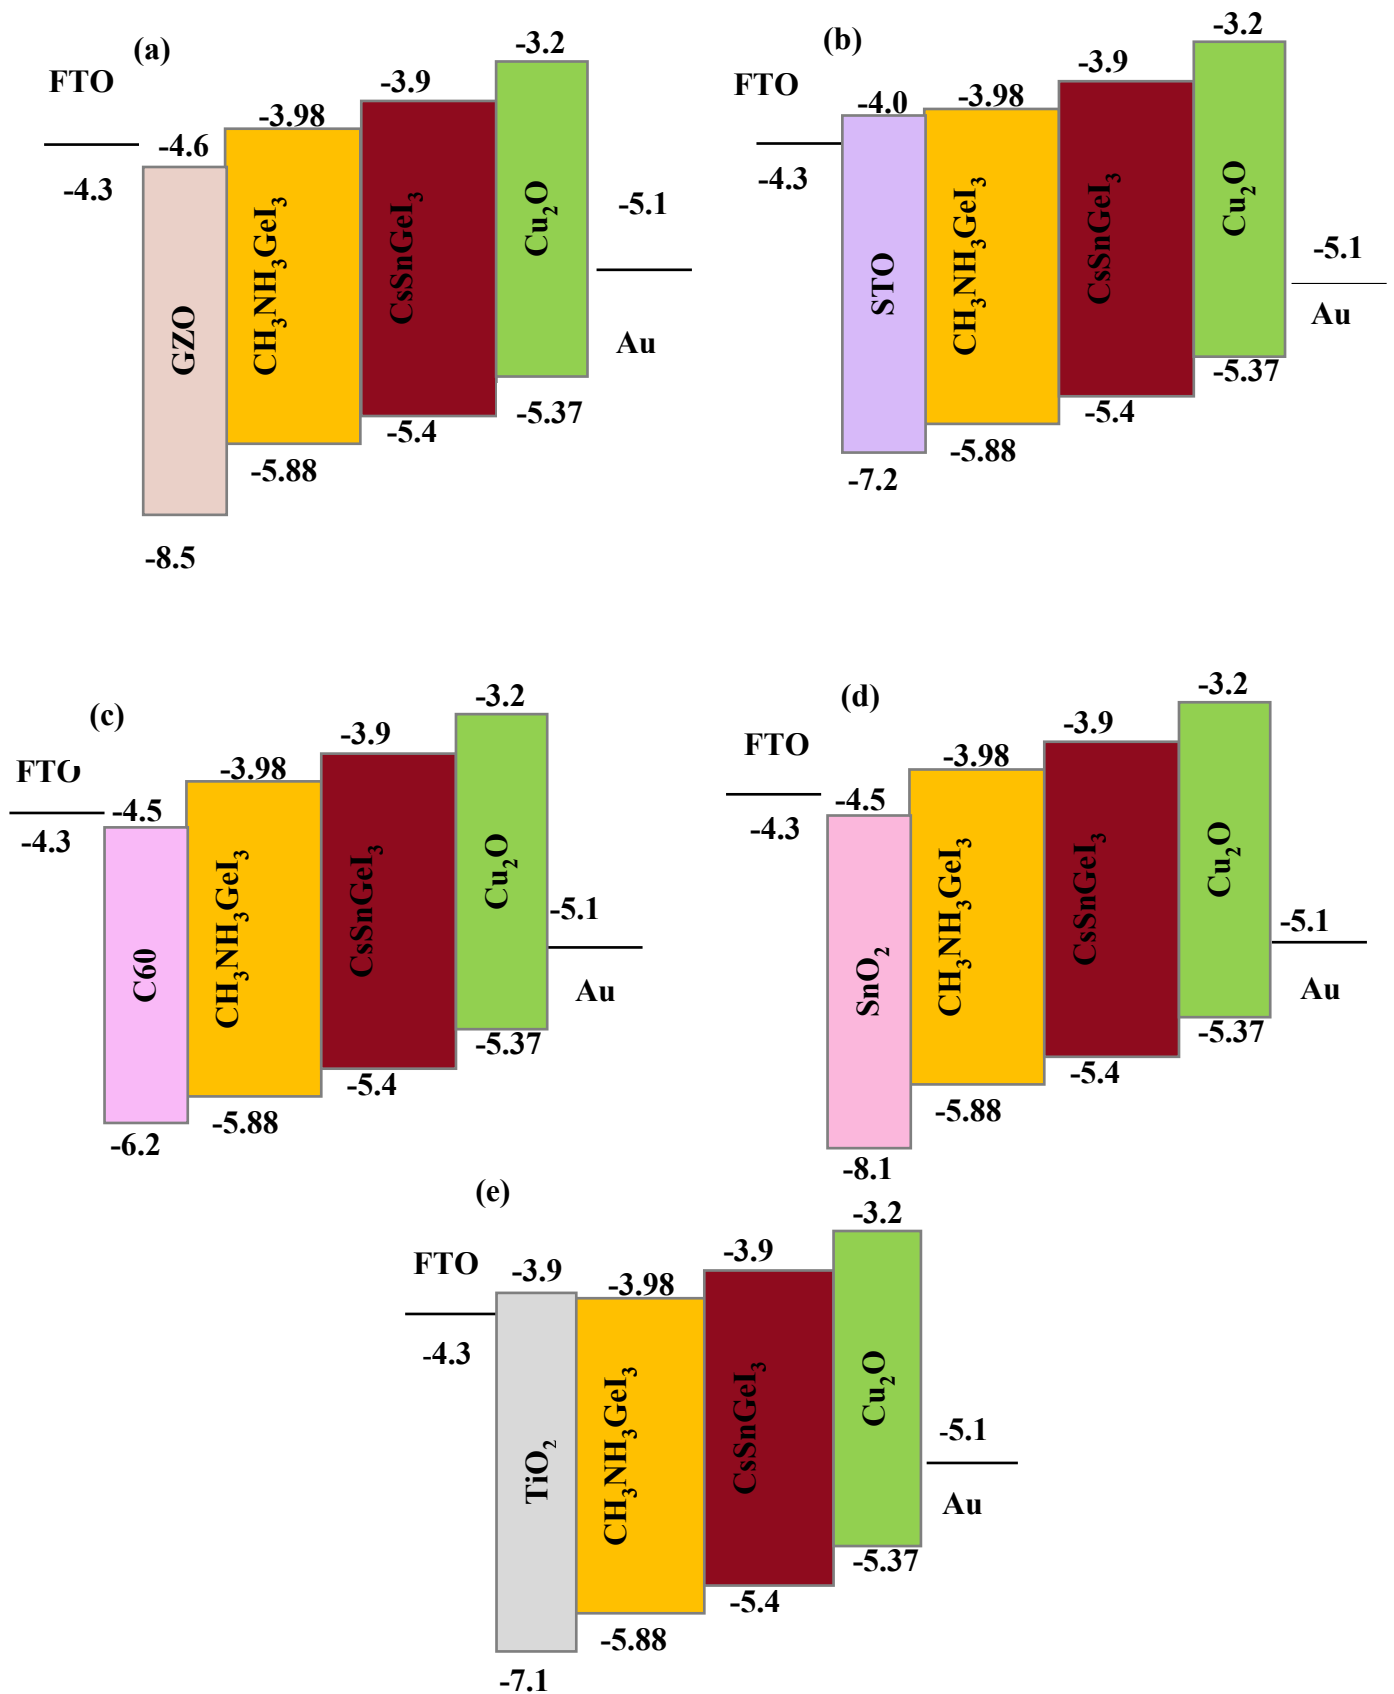 (a)
FTO
-4.3
-4.6
GZO
-8.5
-3.98
CH₃NH₃GeI₃
-5.88
-3.9
CsSnGeI₃
-5.4
-3.2
Cu₂O
-5.37
-5.1
Au
(b)
FTO
-4.3
-4.0
STO
-7.2
-3.98
CH₃NH₃GeI₃
-5.88
-3.9
CsSnGeI₃
-5.4
-3.2
Cu₂O
-5.37
-5.1
Au
(c)
FTO
-4.3
-4.5
C60
-6.2
-3.98
CH₃NH₃GeI₃
-5.88
-3.9
CsSnGeI₃
-5.4
-3.2
Cu₂O
-5.37
-5.1
Au
(d)
FTO
-4.3
-4.5
SnO₂
-8.1
-3.98
CH₃NH₃GeI₃
-5.88
-3.9
CsSnGeI₃
-5.4
-3.2
Cu₂O
-5.37
-5.1
Au
(e)
FTO
-4.3
-3.9
TiO₂
-7.1
-3.98
CH₃NH₃GeI₃
-5.88
-3.9
CsSnGeI₃
-5.4
-3.2
Cu₂O
-5.37
-5.1
Au